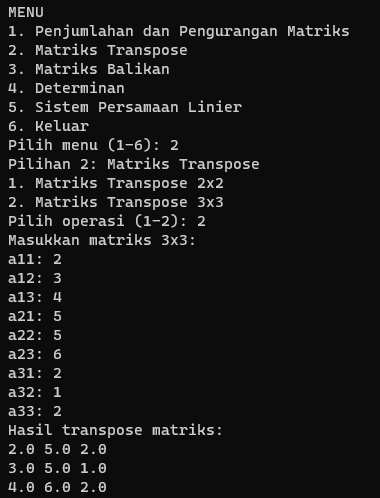 MENU
1. Penjumlahan dan Pengurangan Matriks
2. Matriks Transpose
3. Matriks Balikan
4. Determinan
5. Sistem Persamaan Linier
6. Keluar
Pilih menu (1-6): 2
Pilihan 2: Matriks Transpose
1. Matriks Transpose 2x2
2. Matriks Transpose 3x3
Pilih operasi (1-2): 2
Masukkan matriks 3x3:
a11: 2
a12: 3
a13: 4
a21: 5
a22: 5
a23: 6
a31: 2
a32: 1
a33: 2
Hasil transpose matriks:
2.0 5.0 2.0
3.0 5.0 1.0
4.0 6.0 2.0